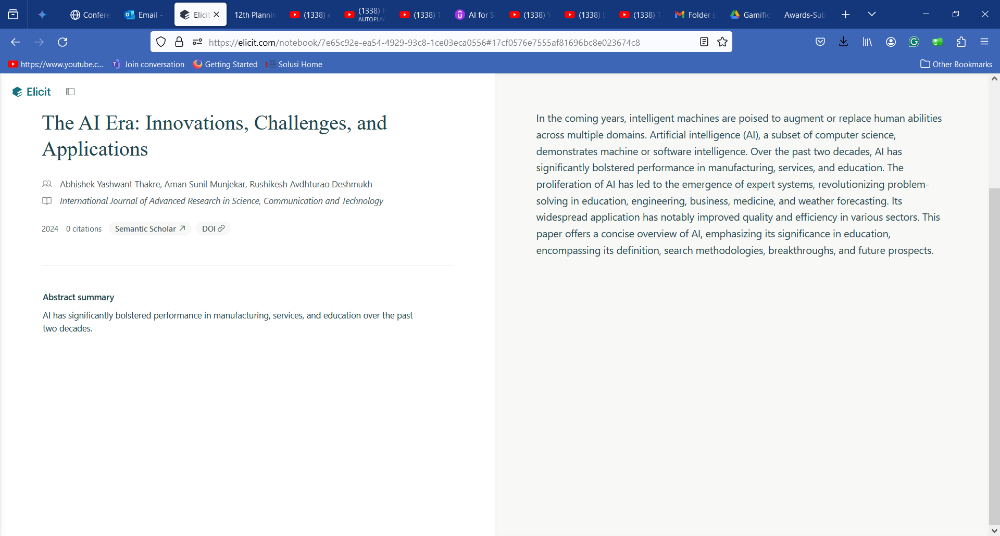 Confere
Email -
Elicit
12th Plannin
(1338) e
(1338)
AUTOPLAY
(1338) T
AI for S
(1338) Y
(1338)
(1338) T
Folder s
Gamific
Awards-Sub
https://elicit.com/notebook/7e65c92e-ea54-4929-93c8-1ce03eca0556#17cf0576e7555af81696bc8e023674c8
https://www.youtube.c...
Join conversation
Getting Started
Solusi Home
Other Bookmarks
Elicit
The AI Era: Innovations, Challenges, and
Applications
Abhishek Yashwant Thakre, Aman Sunil Munjekar, Rushikesh Avdhturao Deshmukh
International Journal of Advanced Research in Science, Communication and Technology
2024 0 citations Semantic Scholar DOI
Abstract summary
AI has significantly bolstered performance in manufacturing, services, and education over the past
two decades.
In the coming years, intelligent machines are poised to augment or replace human abilities
across multiple domains. Artificial intelligence (AI), a subset of computer science,
demonstrates machine or software intelligence. Over the past two decades, AI has
significantly bolstered performance in manufacturing, services, and education. The
proliferation of AI has led to the emergence of expert systems, revolutionizing problem-
solving in education, engineering, business, medicine, and weather forecasting. Its
widespread application has notably improved quality and efficiency in various sectors. This
paper offers a concise overview of AI, emphasizing its significance in education,
encompassing its definition, search methodologies, breakthroughs, and future prospects.